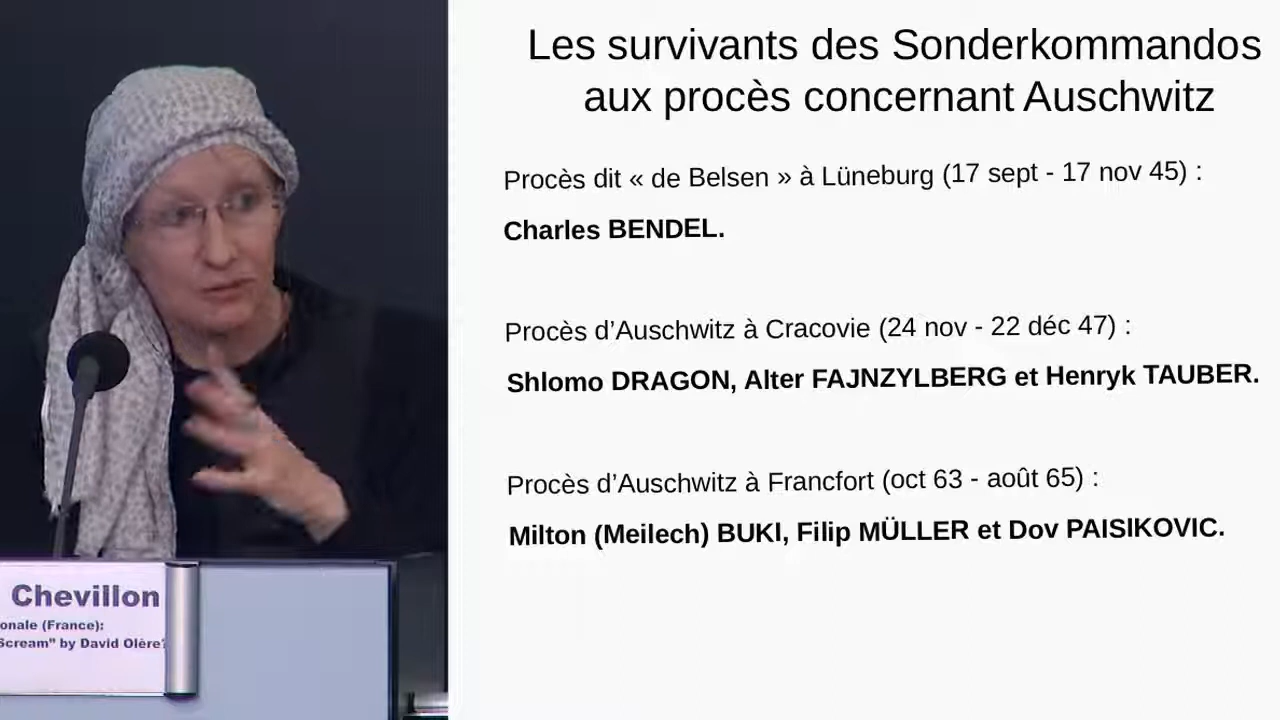 Les survivants des Sonderkommandos
aux procès concernant Auschwitz
Procès dit « de Belsen » à Lüneburg (17 sept - 17 nov 45) :
Charles BENDEL.
Procès d’Auschwitz à Cracovie (24 nov - 22 déc 47) :
Shlomo DRAGON, Alter FAJNZYLBERG et Henryk TAUBER.
Procès d’Auschwitz à Francfort (oct 63 - août 65) :
Milton (Meilech) BUKI, Filip MÜLLER et Dov PAISIKOVIC.
Chevillon
onale (France):
Scream” by David Olère?